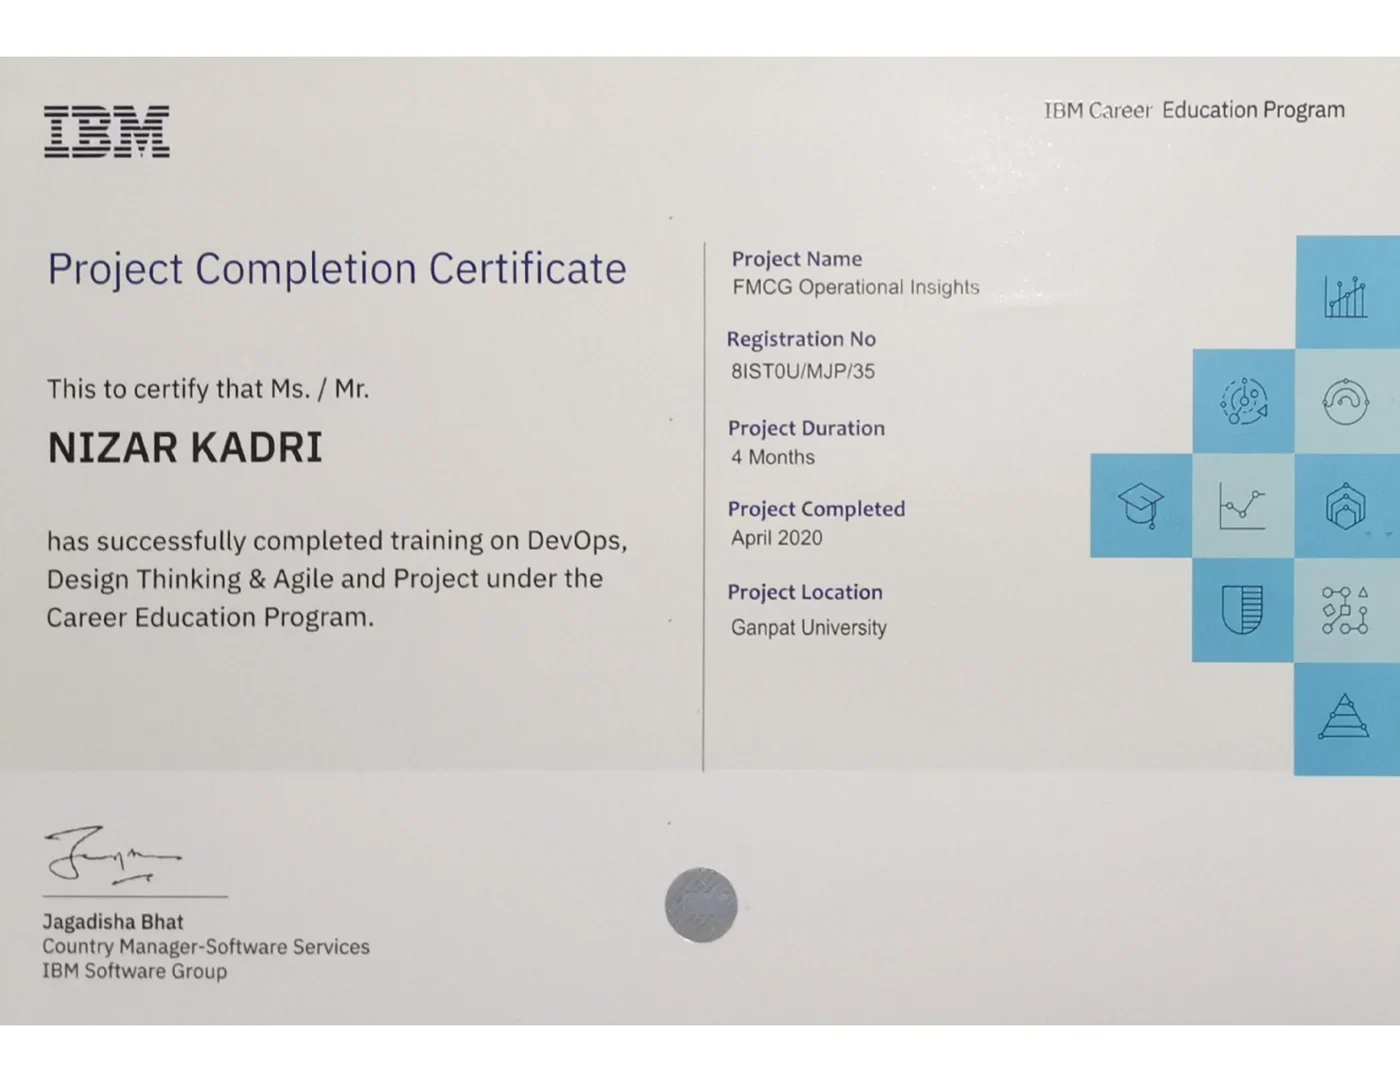 IBM
IBM Career Education Program
Project Completion Certificate
This to certify that Ms. / Mr.
NIZAR KADRI
has successfully completed training on DevOps,
Design Thinking & Agile and Project under the
Career Education Program.
Project Name
FMCG Operational Insights
Registration No
8IST0U/MJP/35
Project Duration
4 Months
Project Completed
April 2020
Project Location
Ganpat University
Jagadisha Bhat
Country Manager-Software Services
IBM Software Group